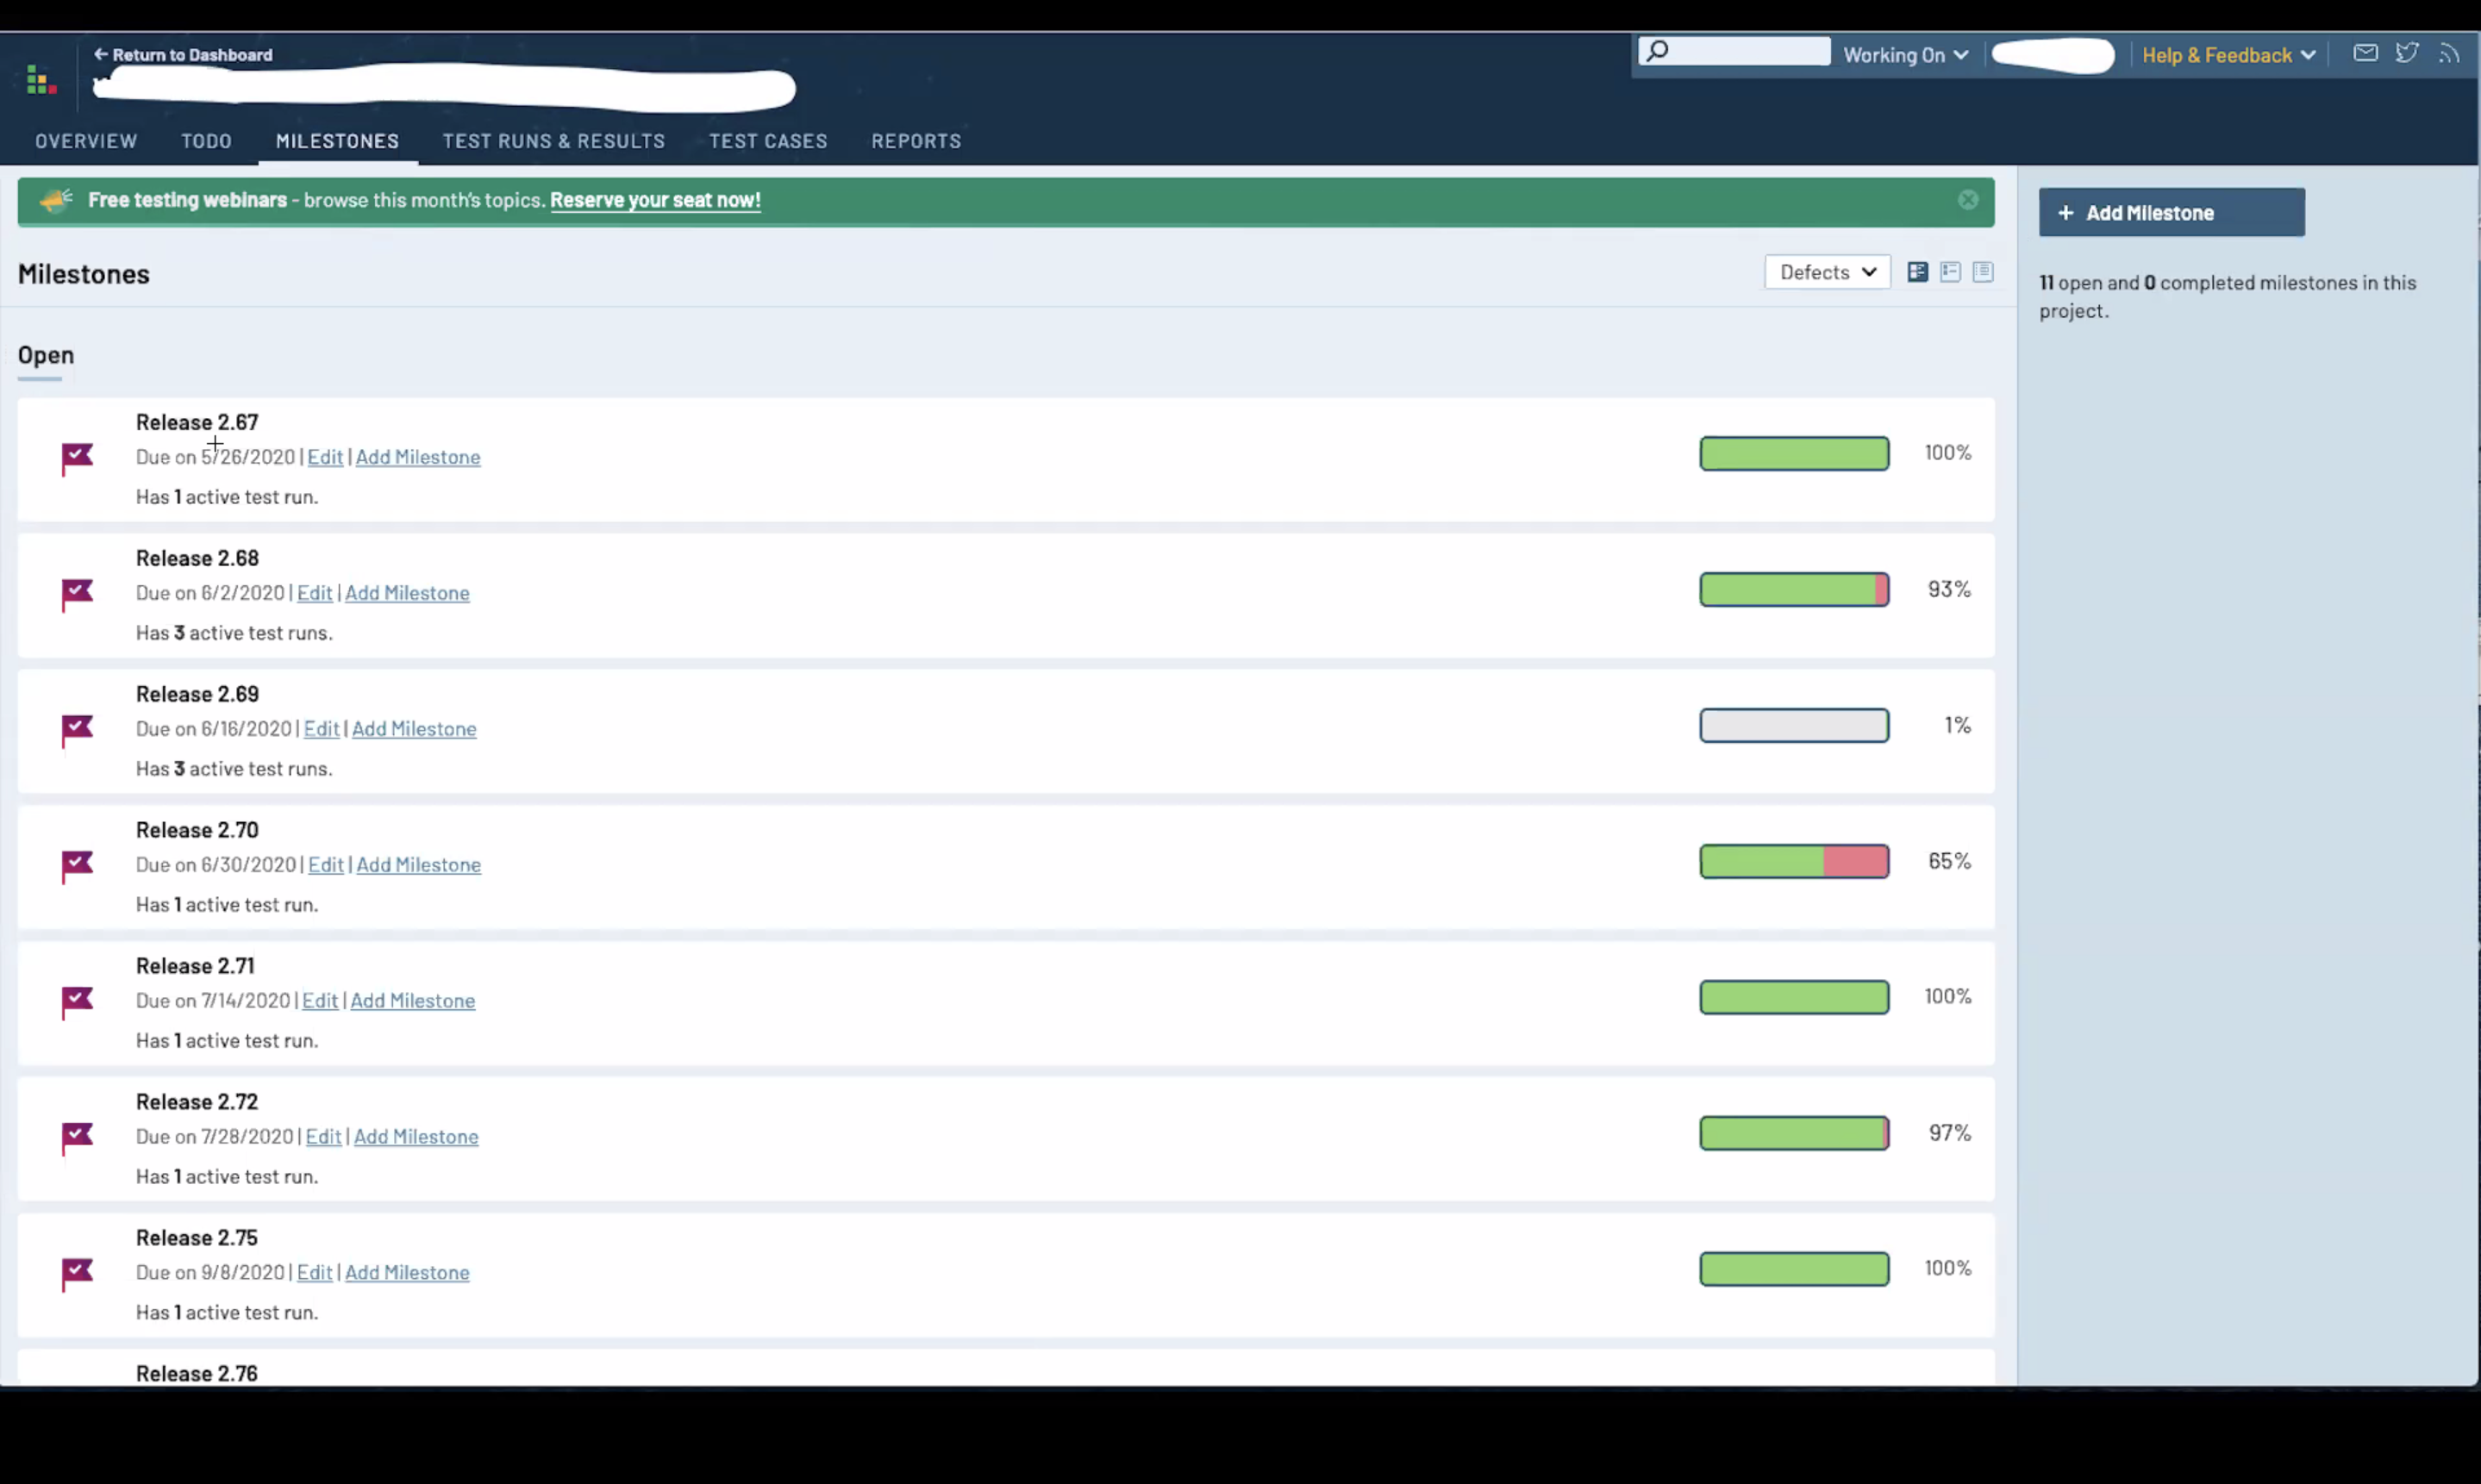 ← Return to Dashboard
Working On
Help & Feedback
OVERVIEW TODO MILESTONES TEST RUNS & RESULTS TEST CASES REPORTS
Free testing webinars - browse this month's topics. Reserve your seat now!
+ Add Milestone
Milestones
Defects
11 open and 0 completed milestones in this
project.
Open
Release 2.67
Due on 5/26/2020 | Edit | Add Milestone
100%
Has 1 active test run.
Release 2.68
Due on 6/2/2020 | Edit | Add Milestone
93%
Has 3 active test runs.
Release 2.69
Due on 6/16/2020 | Edit | Add Milestone
1%
Has 3 active test runs.
Release 2.70
Due on 6/30/2020 | Edit | Add Milestone
65%
Has 1 active test run.
Release 2.71
Due on 7/14/2020 | Edit | Add Milestone
100%
Has 1 active test run.
Release 2.72
Due on 7/28/2020 | Edit | Add Milestone
97%
Has 1 active test run.
Release 2.75
Due on 9/8/2020 | Edit | Add Milestone
100%
Has 1 active test run.
Release 2.76